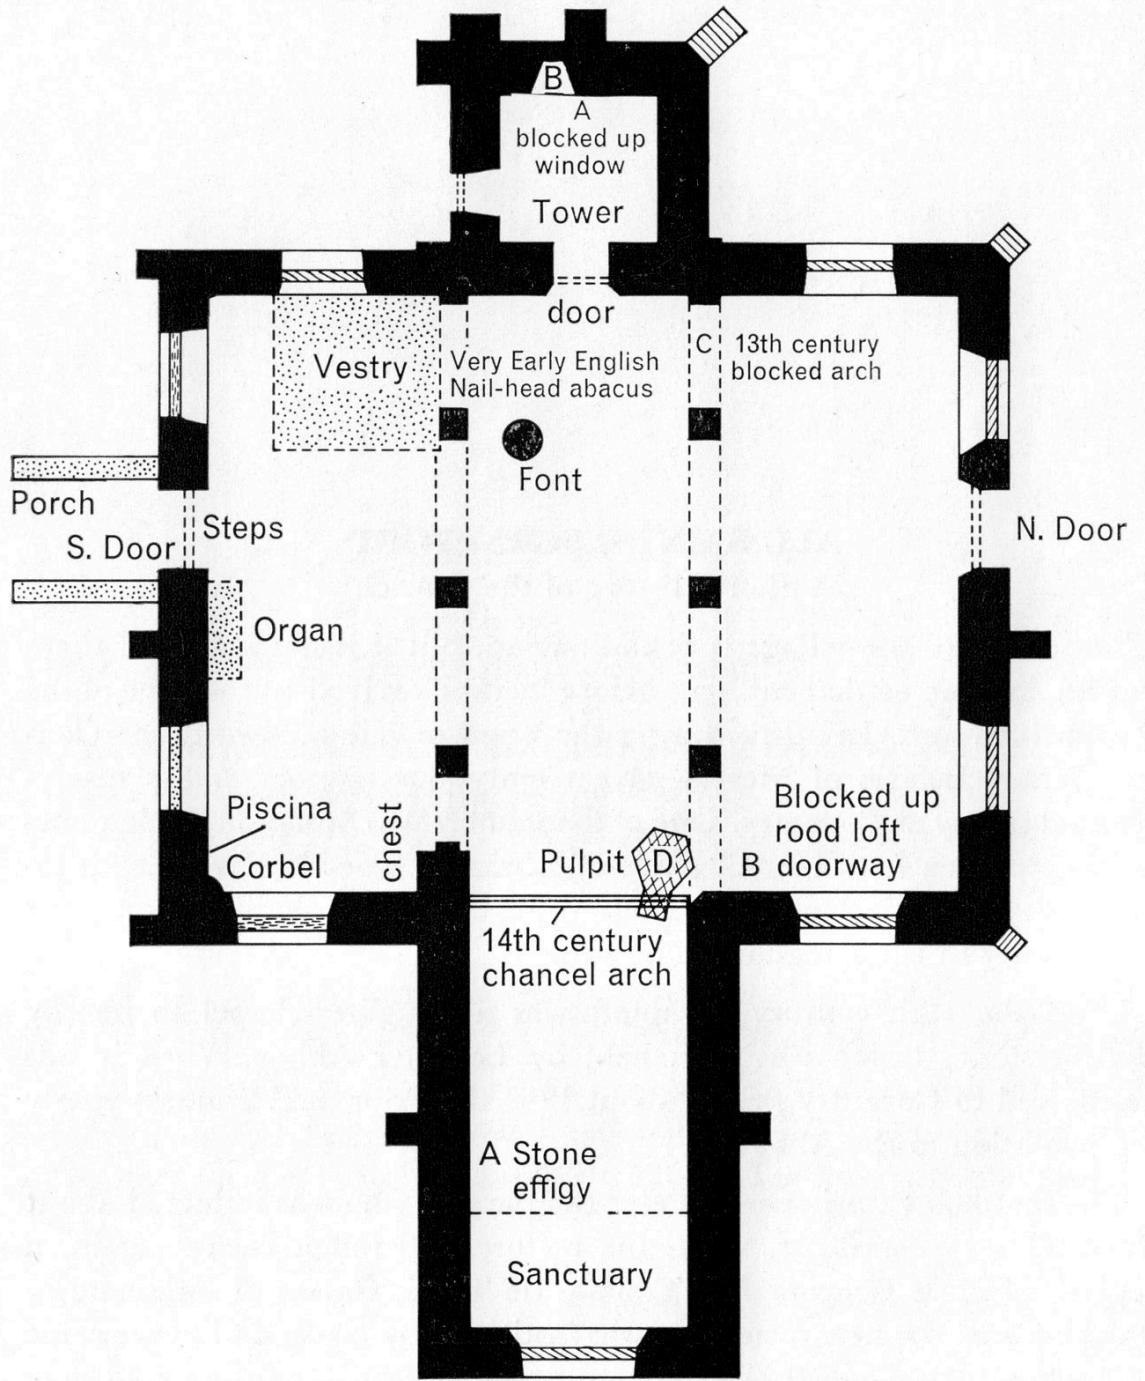 B
A
blocked up
window
Tower
door
Vestry
Very Early English
Nail-head abacus
C 13th century
blocked arch
Font
Porch
S. Door
Steps
N. Door
Organ
Piscina
Corbel
chest
Pulpit
D
Blocked up
rood loft
B doorway
14th century
chancel arch
A Stone
effigy
Sanctuary